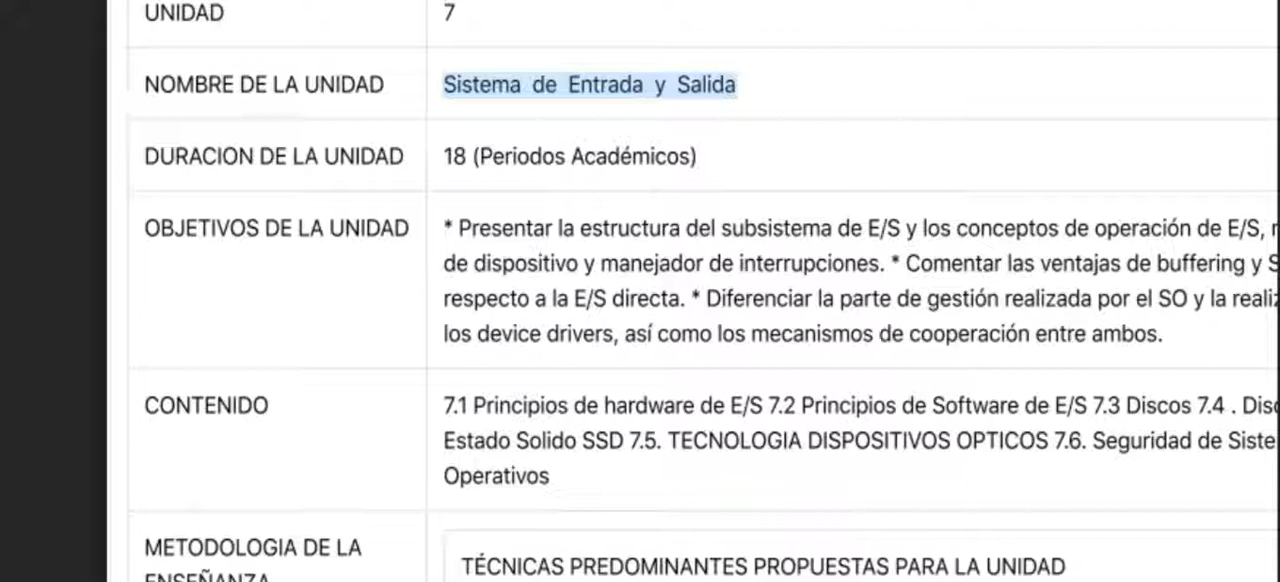 UNIDAD 7
NOMBRE DE LA UNIDAD Sistema de Entrada y Salida
DURACION DE LA UNIDAD 18 (Periodos Académicos)
OBJETIVOS DE LA UNIDAD * Presentar la estructura del subsistema de E/S y los conceptos de operación de E/S,
de dispositivo y manejador de interrupciones. * Comentar las ventajas de buffering y
respecto a la E/S directa. * Diferenciar la parte de gestión realizada por el SO y la
los device drivers, así como los mecanismos de cooperación entre ambos.
CONTENIDO 7.1 Principios de hardware de E/S 7.2 Principios de Software de E/S 7.3 Discos 7.4 .
Estado Solido SSD 7.5. TECNOLOGIA DISPOSITIVOS OPTICOS 7.6. Seguridad de
Operativos
METODOLOGIA DE LA
ENSEÑANZA
TÉCNICAS PREDOMINANTES PROPUESTAS PARA LA UNIDAD